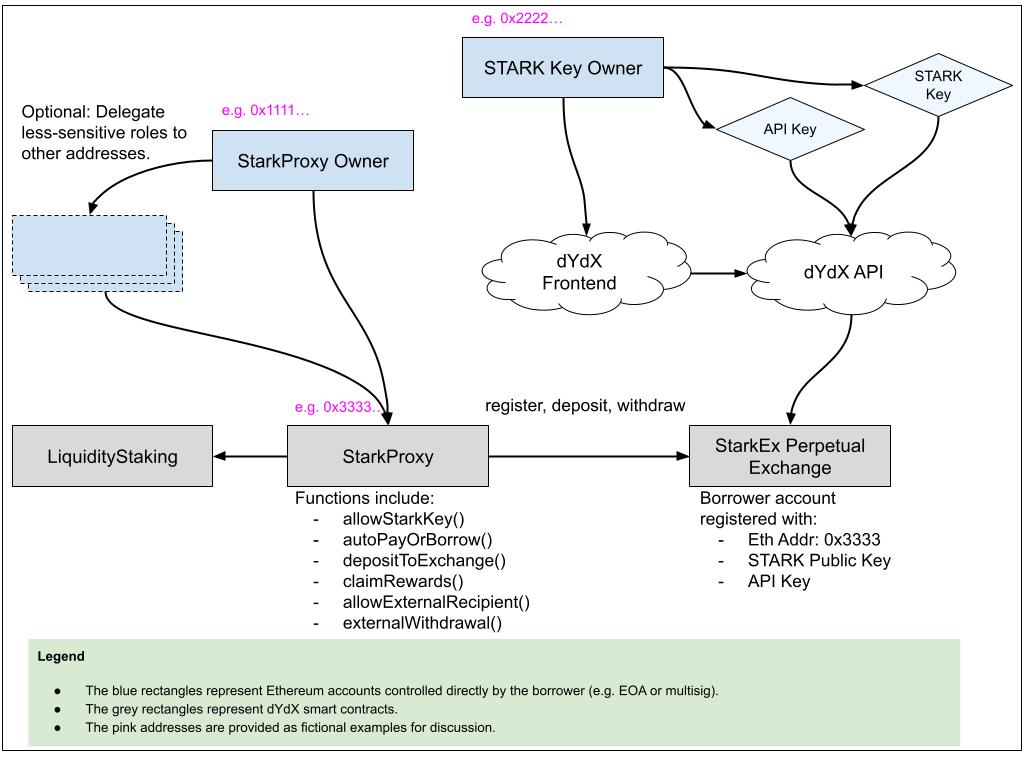 e.g. 0x2222…
STARK Key Owner
STARK
Key
API Key
Optional: Delegate
less-sensitive roles to
other addresses.
e.g. 0x1111…
StarkProxy Owner
dYdX
Frontend
dYdX API
e.g. 0x3333…
register, deposit, withdraw
LiquidityStaking
StarkProxy
StarkEx Perpetual
Exchange
Functions include:
- allowStarkKey()
- autoPayOrBorrow()
- depositToExchange()
- claimRewards()
- allowExternalRecipient()
- externalWithdrawal()
Borrower account
registered with:
- Eth Addr: 0x3333
- STARK Public Key
- API Key
Legend
● The blue rectangles represent Ethereum accounts controlled directly by the borrower (e.g. EOA or multisig).
● The grey rectangles represent dYdX smart contracts.
● The pink addresses are provided as fictional examples for discussion.